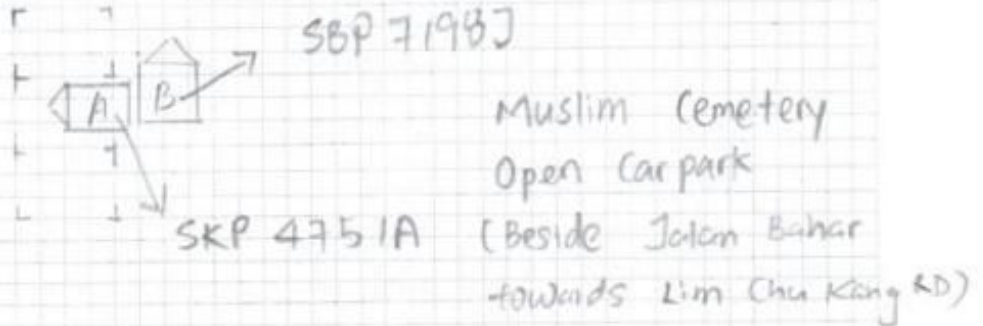 SBP 7198J
A
B
Muslim Cemetery
Open Car park
SKP 4751A (Beside Jalan Bahar
towards Lim Chu Kang RD)